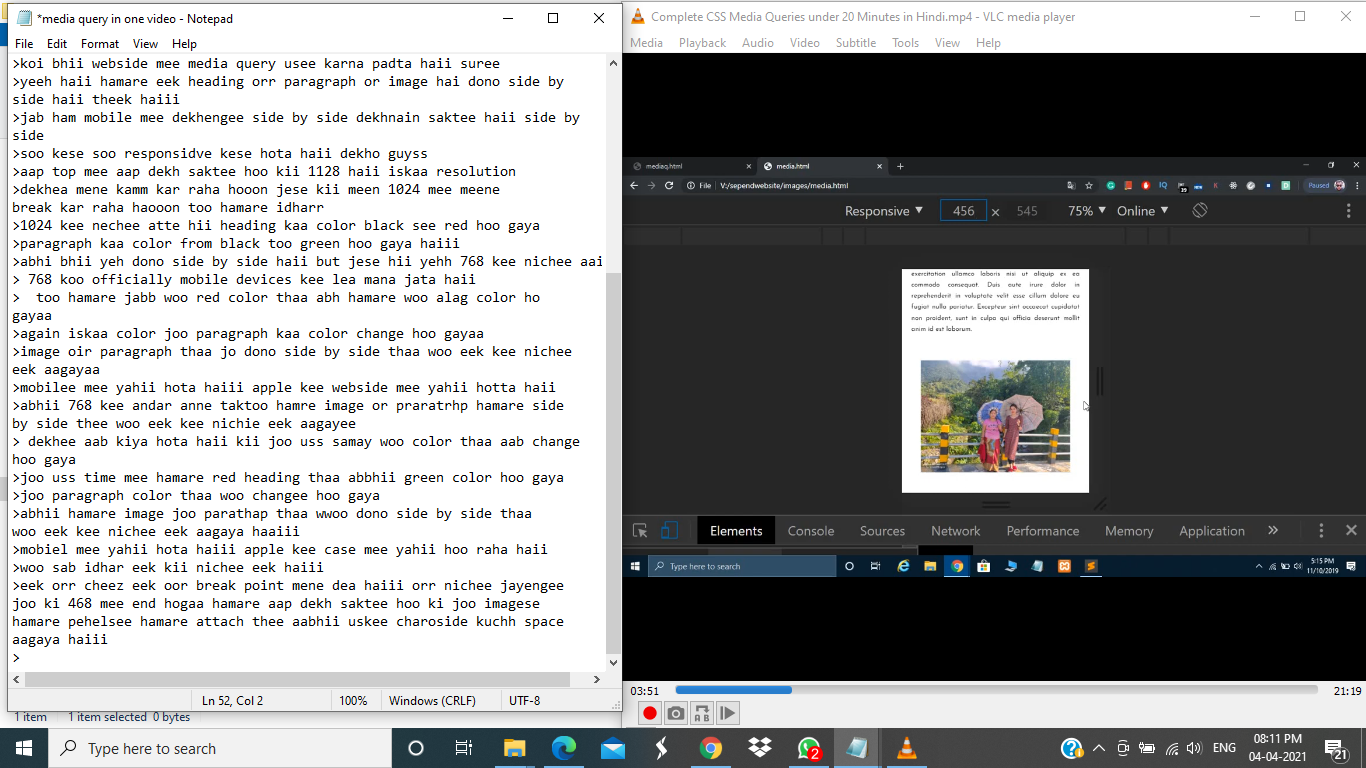 *media query in one video - Notepad
File Edit Format View Help
>koi bhii webside mee media query usee karna padta haii suree
>yeeh haii hamare eek heading orr paragraph or image hai dono side by
side haii theek haiii
>jab ham mobile mee dekhengee side by side dekhnain saktee haii side by
side
>soo kese soo responsidve kese hota haii dekho guyss
>aap top mee aap dekh saktee hoo kii 1128 haii iskaa resolution
>dekhea mene kamm kar raha hooon jese kii meen 1024 mee meene
break kar raha haooon too hamare idharr
>1024 kee nechee atte hii heading kaa color black see red hoo gaya
>paragraph kaa color from black too green hoo gaya haiii
>abhi bhii yeh dono side by side haii but jese hii yehh 768 kee nichee aai
> 768 koo officially mobile devices kee lea mana jata haii
>  too hamare jabb woo red color thaa abh hamare woo alag color ho
gayaa
>again iskaa color joo paragraph kaa color change hoo gayaa
>image oir paragraph thaa jo dono side by side thaa woo eek kee nichee
eek aagayaa
>mobilee mee yahii hota haiii apple kee webside mee yahii hotta haii
>abhii 768 kee andar anne taktoo hamre image or praratrhp hamare side
by side thee woo eek kee nichie eek aagayee
> dekhee aab kiya hota haii kii joo uss samay woo color thaa aab change
hoo gaya
>joo uss time mee hamare red heading thaa abbhii green color hoo gaya
>joo paragraph color thaa woo changee hoo gaya
>abhii hamare image joo parathap thaa wwoo dono side by side thaa
woo eek kee nichee eek aagaya haaiii
>mobiel mee yahii hota haiii apple kee case mee yahii hoo raha haii
>woo sab idhar eek kii nichee eek haiii
>eek orr cheez eek oor break point mene dea haiii orr nichee jayengee
joo ki 468 mee end hogaa hamare aap dekh saktee hoo ki joo imagese
hamare pehelsee hamare attach thee aabhii uskee charoside kuchh space
aagaya haiii
>
Ln 52, Col 2 100% Windows (CRLF) UTF-8
1 item 1 item selected 0 bytes
Complete CSS Media Queries under 20 Minutes in Hindi.mp4 - VLC media player
Media Playback Audio Video Subtitle Tools View Help
mediaq.html media.html
File V:/sependwebsite/images/media.html Paused
Responsive 456 x 545 75% Online
exercitation ullamco laboris nisi ut aliquip ex ea
commodo consequat. Duis aute irure dolor in
reprehenderit in voluptate velit esse cillum dolore eu
fugiat nulla pariatur. Excepteur sint occaecat cupidatat
non proident, sunt in culpa qui officia deserunt mollit
anim id est laborum.
Elements Console Sources Network Performance Memory Application
Type here to search
5:15 PM
11/10/2019
03:51 21:19
Type here to search
2
ENG
08:11 PM
04-04-2021
21